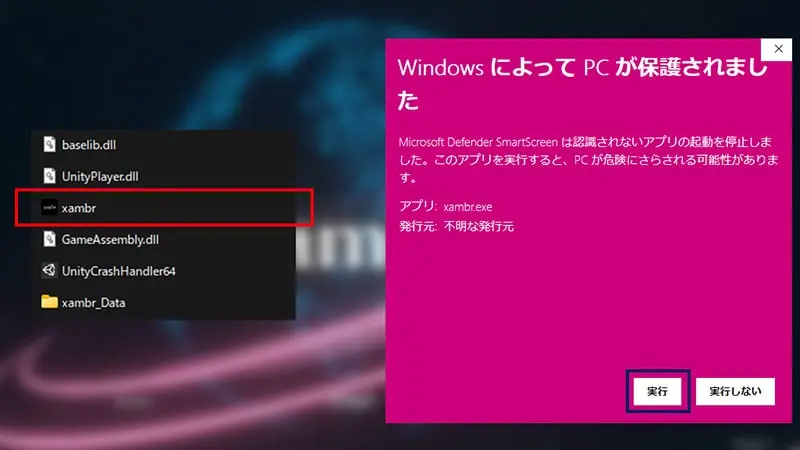 baselib.dll
UnityPlayer.dll
xambr
GameAssembly.dll
UnityCrashHandler64
xambr_Data
Windows によって PC が保護されまし
た
Microsoft Defender SmartScreen は認識されないアプリの起動を停止しま
した。このアプリを実行すると、PC が危険にさらされる可能性がありま
す。
アプリ: xambr.exe
発行元: 不明な発行元
実行
実行しない